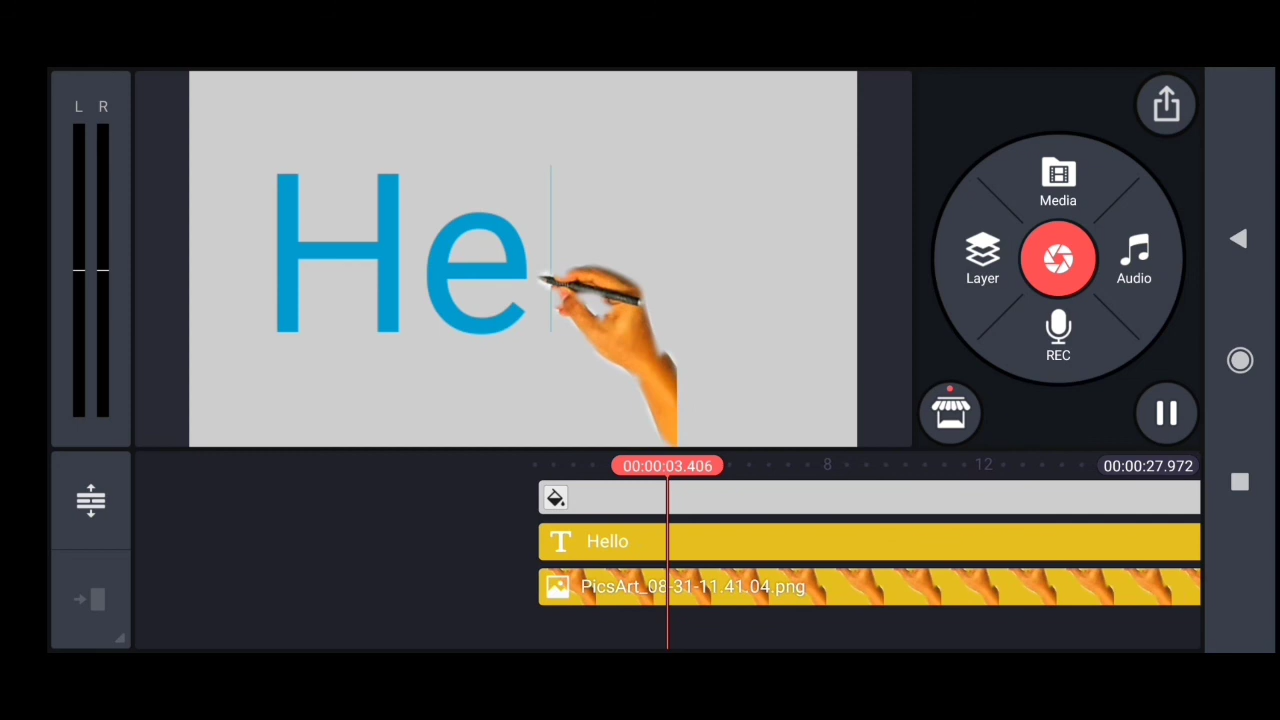 L R
He
Media
Layer
Audio
REC
00:00:03.406
8
12
00:00:27.972
T Hello
PicsArt_08-31-11.41.04.png